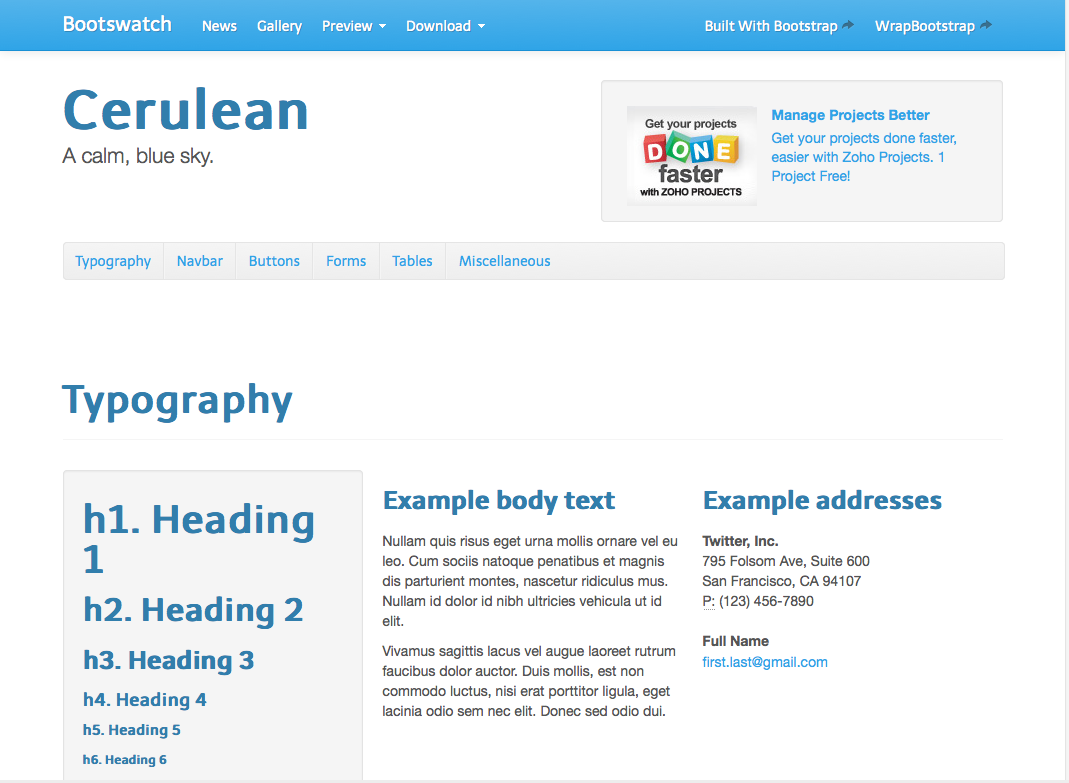 Bootswatch News Gallery Preview Download Built With Bootstrap WrapBootstrap
Cerulean
A calm, blue sky.
Get your projects
DONE
faster
with ZOHO PROJECTS
Manage Projects Better
Get your projects done faster,
easier with Zoho Projects. 1
Project Free!
Typography Navbar Buttons Forms Tables Miscellaneous
Typography
h1. Heading
1
h2. Heading 2
h3. Heading 3
h4. Heading 4
h5. Heading 5
h6. Heading 6
Example body text
Nullam quis risus eget urna mollis ornare vel eu
leo. Cum sociis natoque penatibus et magnis
dis parturient montes, nascetur ridiculus mus.
Nullam id dolor id nibh ultricies vehicula ut id
elit.
Vivamus sagittis lacus vel augue laoreet rutrum
faucibus dolor auctor. Duis mollis, est non
commodo luctus, nisi erat porttitor ligula, eget
lacinia odio sem nec elit. Donec sed odio dui.
Example addresses
Twitter, Inc.
795 Folsom Ave, Suite 600
San Francisco, CA 94107
P: (123) 456-7890
Full Name
first.last@gmail.com